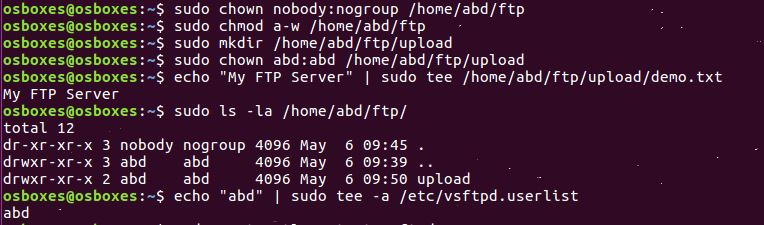 osboxes@osboxes:~$ sudo chown nobody:nogroup /home/abd/ftp
osboxes@osboxes:~$ sudo chmod a-w /home/abd/ftp
osboxes@osboxes:~$ sudo mkdir /home/abd/ftp/upload
osboxes@osboxes:~$ sudo chown abd:abd /home/abd/ftp/upload
osboxes@osboxes:~$ echo "My FTP Server" | sudo tee /home/abd/ftp/upload/demo.txt
My FTP Server
osboxes@osboxes:~$ sudo ls -la /home/abd/ftp/
total 12
dr-xr-xr-x 3 nobody nogroup 4096 May  6 09:45 .
drwxr-xr-x 3 abd    abd     4096 May  6 09:39 ..
drwxr-xr-x 2 abd    abd     4096 May  6 09:50 upload
osboxes@osboxes:~$ echo "abd" | sudo tee -a /etc/vsftpd.userlist
abd